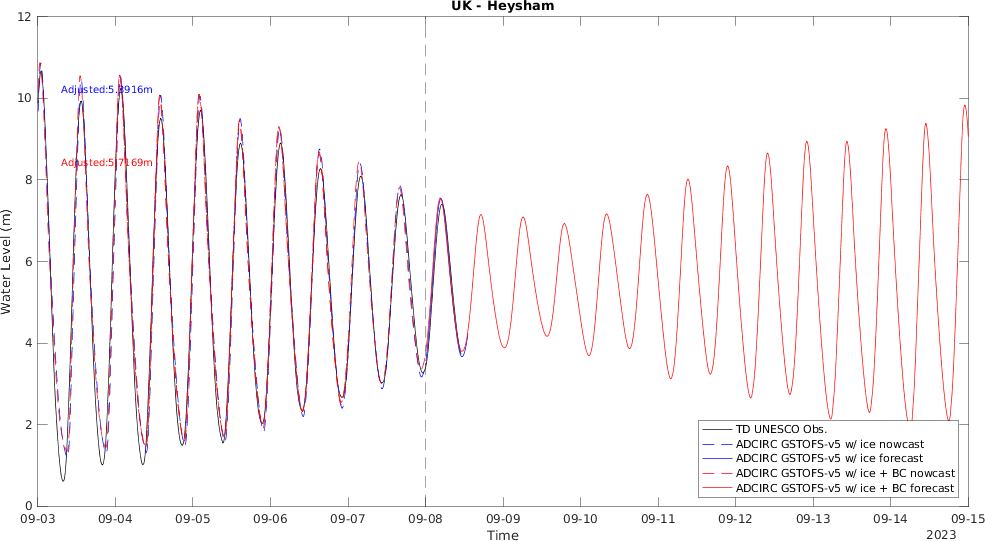 UK - Heysham
12
10
8
6
4
2
0
Water Level (m)
Adjusted:5.8916m
Adjusted:5.7169m
TD UNESCO Obs.
ADCIRC GSTOFS-v5 w/ ice nowcast
ADCIRC GSTOFS-v5 w/ ice forecast
ADCIRC GSTOFS-v5 w/ ice + BC nowcast
ADCIRC GSTOFS-v5 w/ ice + BC forecast
09-03 09-04 09-05 09-06 09-07 09-08 09-09 09-10 09-11 09-12 09-13 09-14 09-15
Time
2023